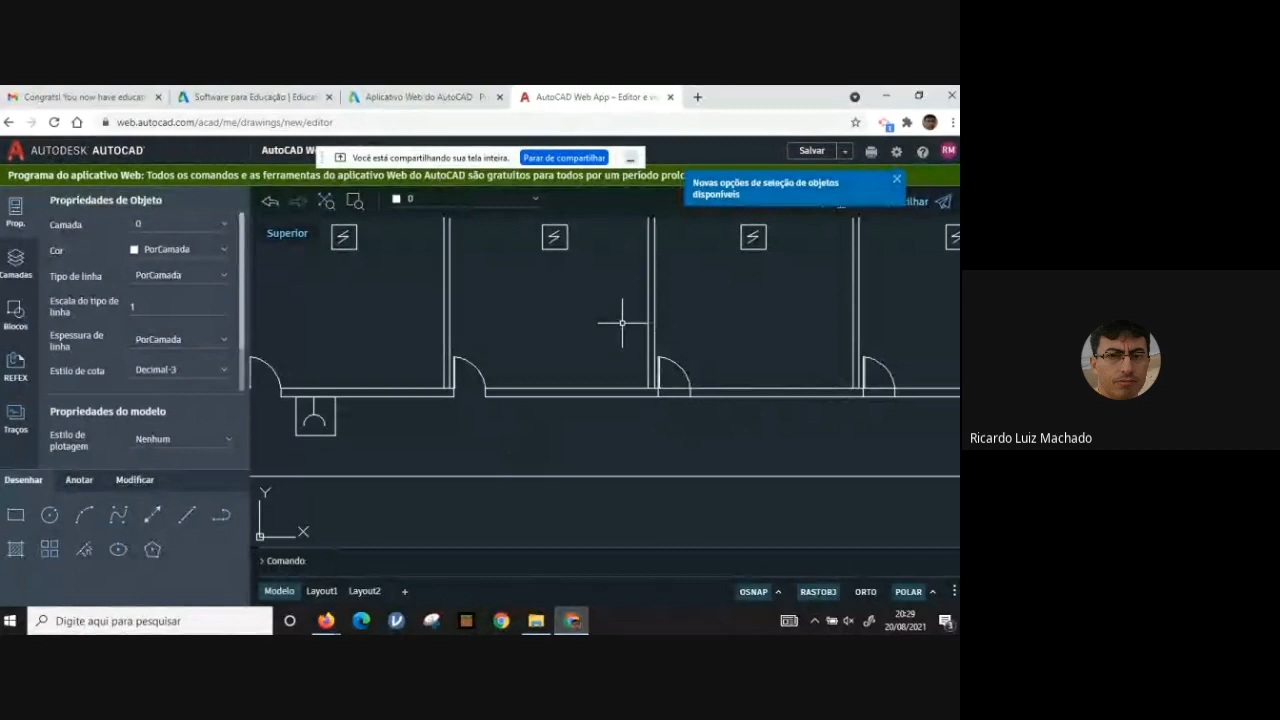 Congrats! You now have educat
Software para Educação | Educa
Aplicativo Web do AutoCAD - P
AutoCAD Web App – Editor e vi
web.autocad.com/acad/me/drawings/new/editor
AUTODESK AUTOCAD
AutoCAD W
Você está compartilhando sua tela inteira.
Parar de compartilhar
Salvar
RM
Programa do aplicativo Web: Todos os comandos e as ferramentas do aplicativo Web do AutoCAD são gratuitos para todos por um período prolo
Novas opções de seleção de objetos
disponíveis
ilhar
Prop.
Camadas
Blocos
REFEX
Traços
Propriedades de Objeto
Camada 0
Cor PorCamada
Tipo de linha PorCamada
Escala do tipo de
linha 1
Espessura de
linha PorCamada
Estilo de cota Decimal-3
Propriedades do modelo
Estilo de
plotagem Nenhum
Desenhar Anotar Modificar
0
Superior
Y
X
Comando:
Modelo Layout1 Layout2 +
OSNAP RASTOBJ ORTO POLAR
Digite aqui para pesquisar
20:29
20/08/2021
Ricardo Luiz Machado